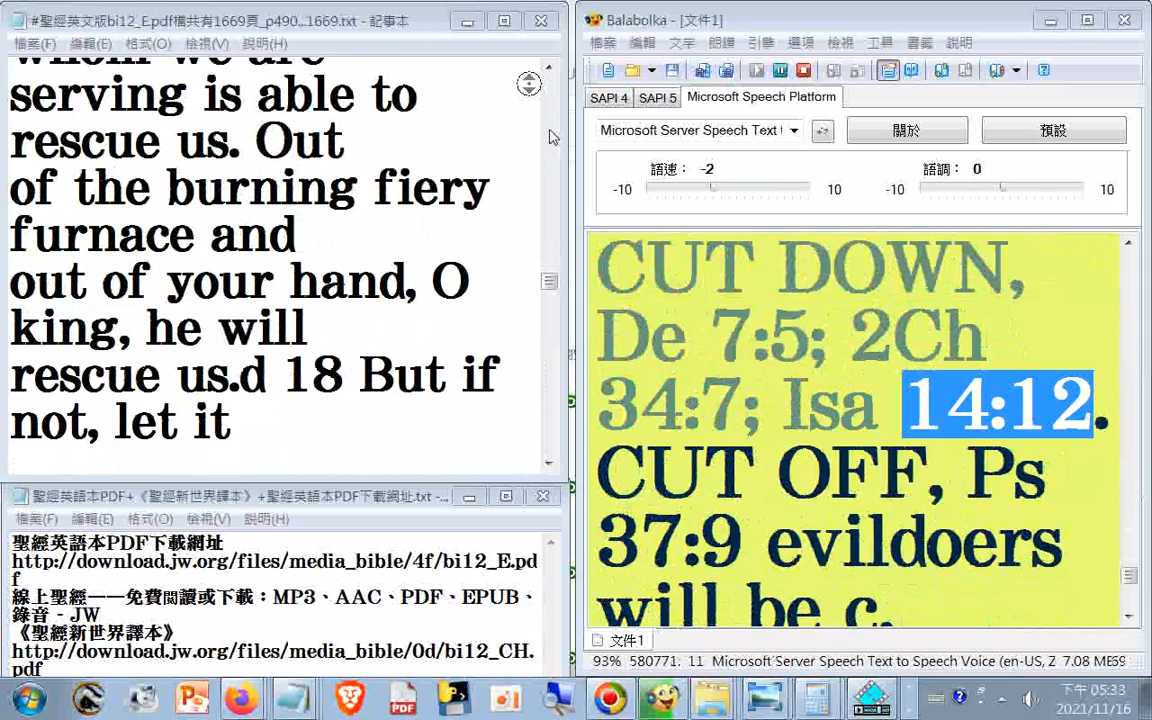 #聖經英文版bi12_E.pdf檔共有1669頁_p490...1669.txt - 記事本
檔案(F) 編輯(E) 格式(O) 檢視(V) 說明(H)
whom we are
serving is able to
rescue us. Out
of the burning fiery
furnace and
out of your hand, O
king, he will
rescue us.d 18 But if
not, let it
聖經英語本PDF+《聖經新世界譯本》+聖經英語本PDF下載網址.txt - ...
檔案(F) 編輯(E) 格式(O) 檢視(V) 說明(H)
聖經英語本PDF下載網址
http://download.jw.org/files/media_bible/4f/bi12_E.pd
f
線上聖經——免費閱讀或下載：MP3、AAC、PDF、EPUB、
錄音 - JW
《聖經新世界譯本》
http://download.jw.org/files/media_bible/0d/bi12_CH.
pdf
Balabolka - [文件1]
檔案 編輯 文字 朗讀 引擎 選項 檢視 工具 書籤 說明
SAPI 4 SAPI 5 Microsoft Speech Platform
Microsoft Server Speech Text 關於 預設
語速： -2 語調： 0
-10 10 -10 10
CUT DOWN,
De 7:5; 2Ch
34:7; Isa 14:12.
CUT OFF, Ps
37:9 evildoers
will be c.
文件1
93% 580771. 11 Microsoft Server Speech Text to Speech Voice (en-US, Z 7.08 ME
PDF
下午 05:33
2021/11/16